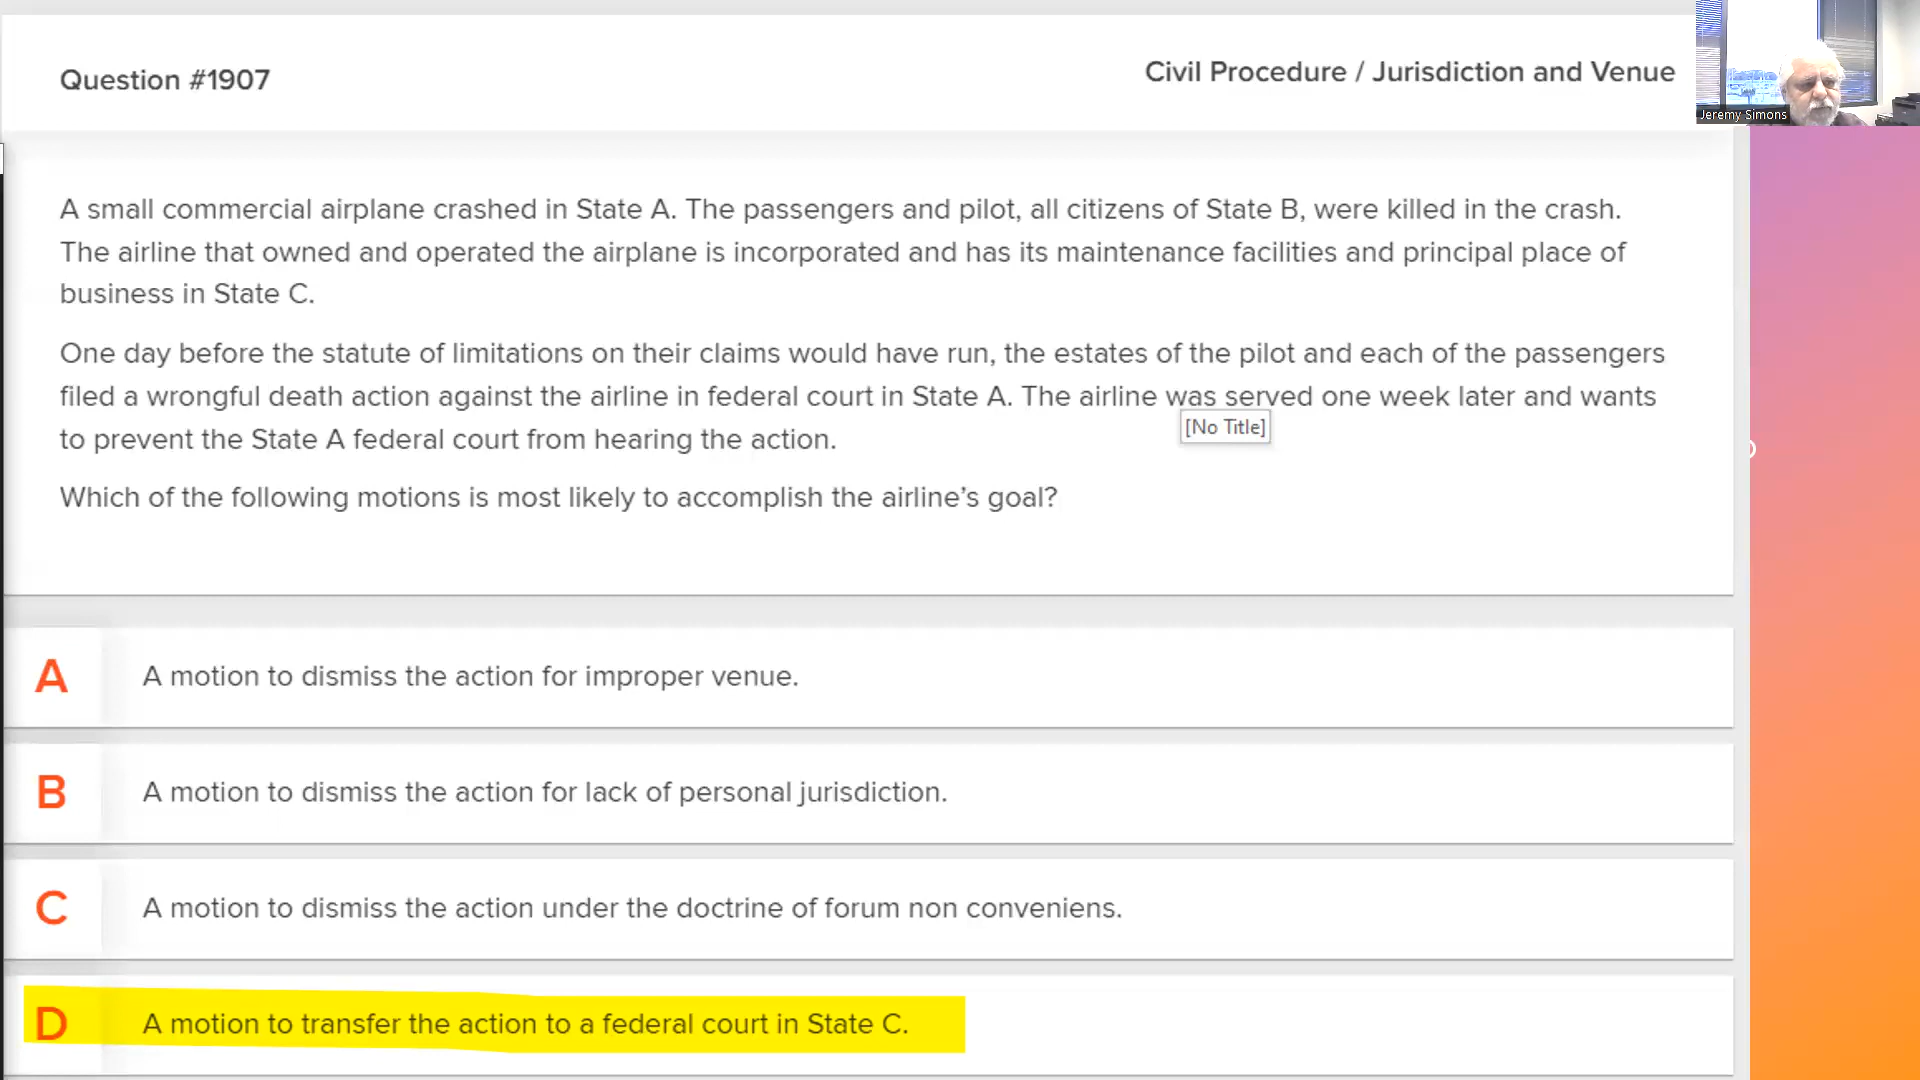 Question #1907
Civil Procedure / Jurisdiction and Venue
Jeremy Simons
A small commercial airplane crashed in State A. The passengers and pilot, all citizens of State B, were killed in the crash.
The airline that owned and operated the airplane is incorporated and has its maintenance facilities and principal place of
business in State C.
One day before the statute of limitations on their claims would have run, the estates of the pilot and each of the passengers
filed a wrongful death action against the airline in federal court in State A. The airline was served one week later and wants
[No Title]
to prevent the State A federal court from hearing the action.
Which of the following motions is most likely to accomplish the airline’s goal?
A
A motion to dismiss the action for improper venue.
B
A motion to dismiss the action for lack of personal jurisdiction.
C
A motion to dismiss the action under the doctrine of forum non conveniens.
D
A motion to transfer the action to a federal court in State C.